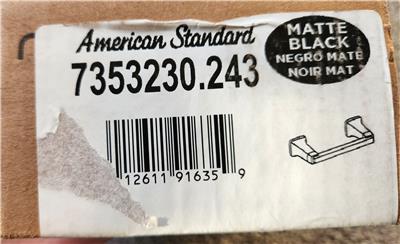 American Standard
7353230.243
MATTE
BLACK
NEGRO MATE
NOIR MAT
12611 91635 9